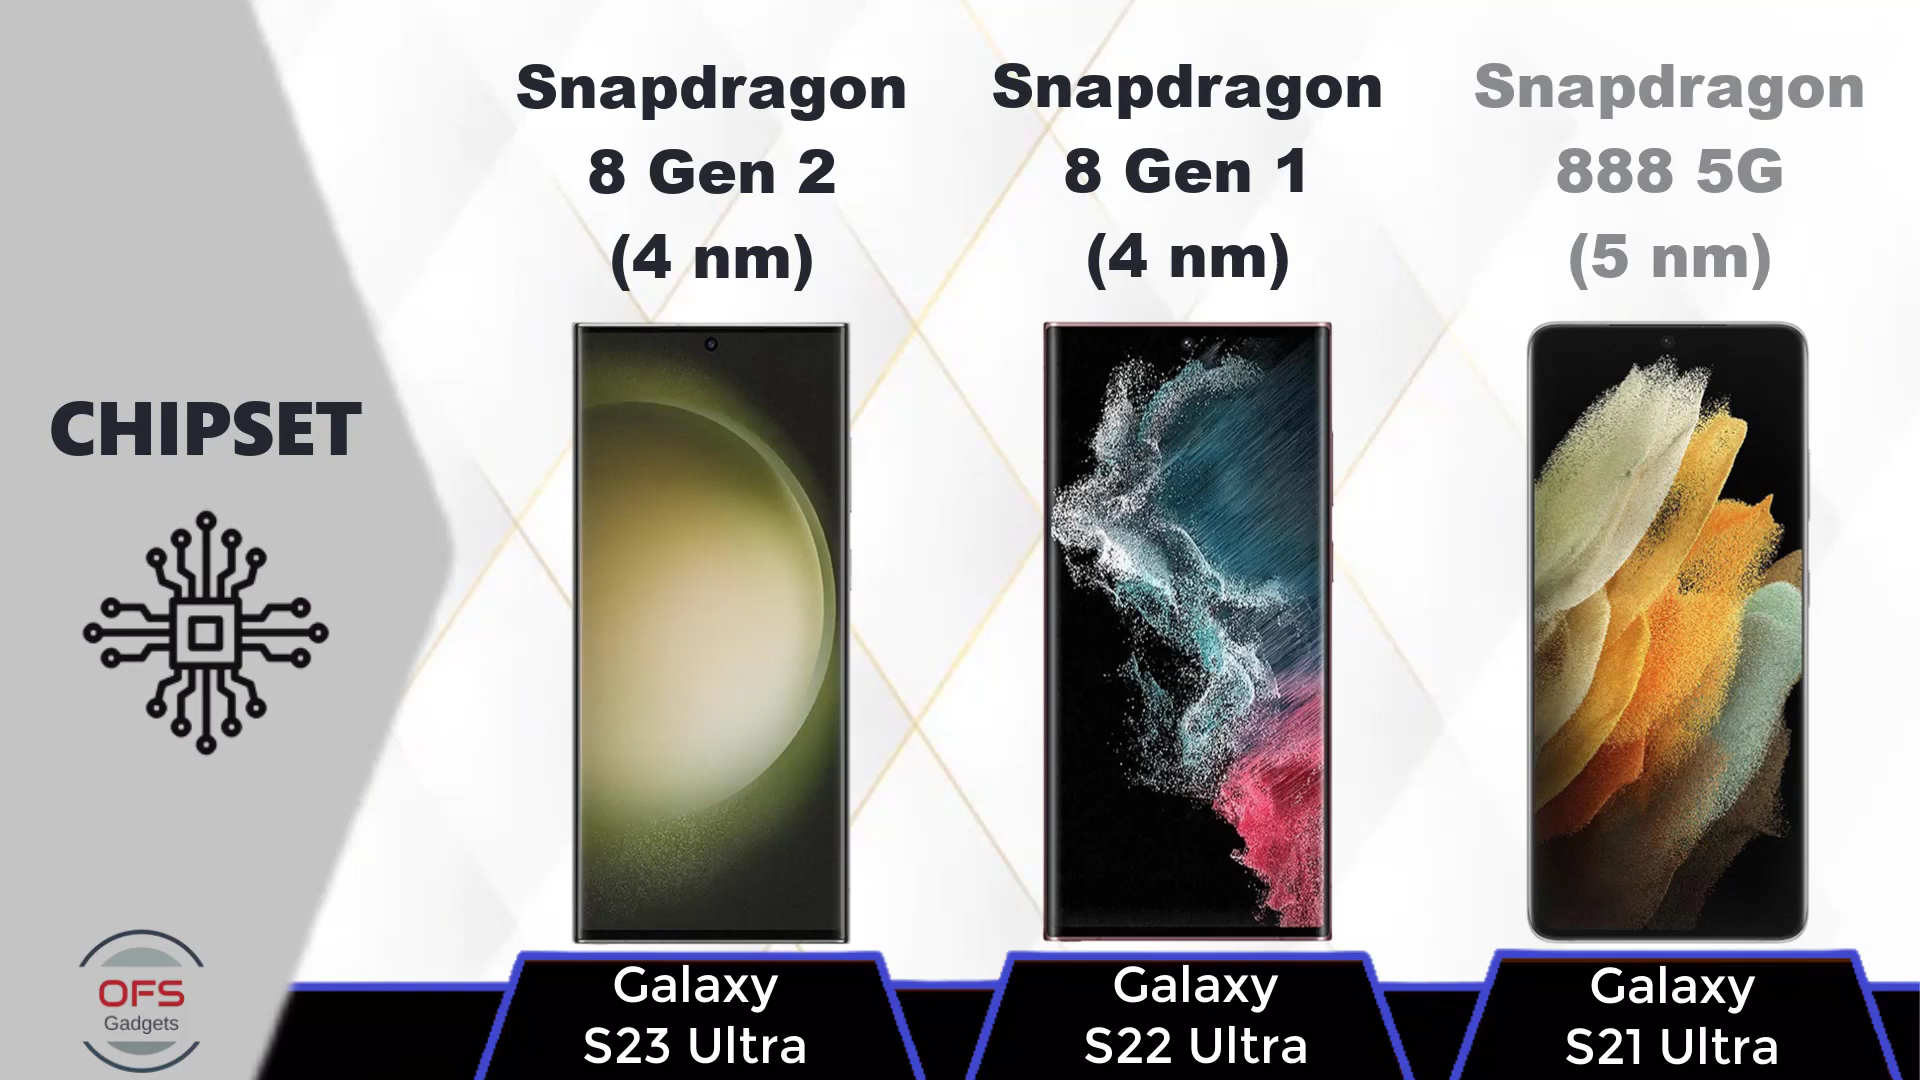 CHIPSET
OFS
Gadgets
Snapdragon
8 Gen 2
(4 nm)
Galaxy
S23 Ultra
Snapdragon
8 Gen 1
(4 nm)
Galaxy
S22 Ultra
Snapdragon
888 5G
(5 nm)
Galaxy
S21 Ultra